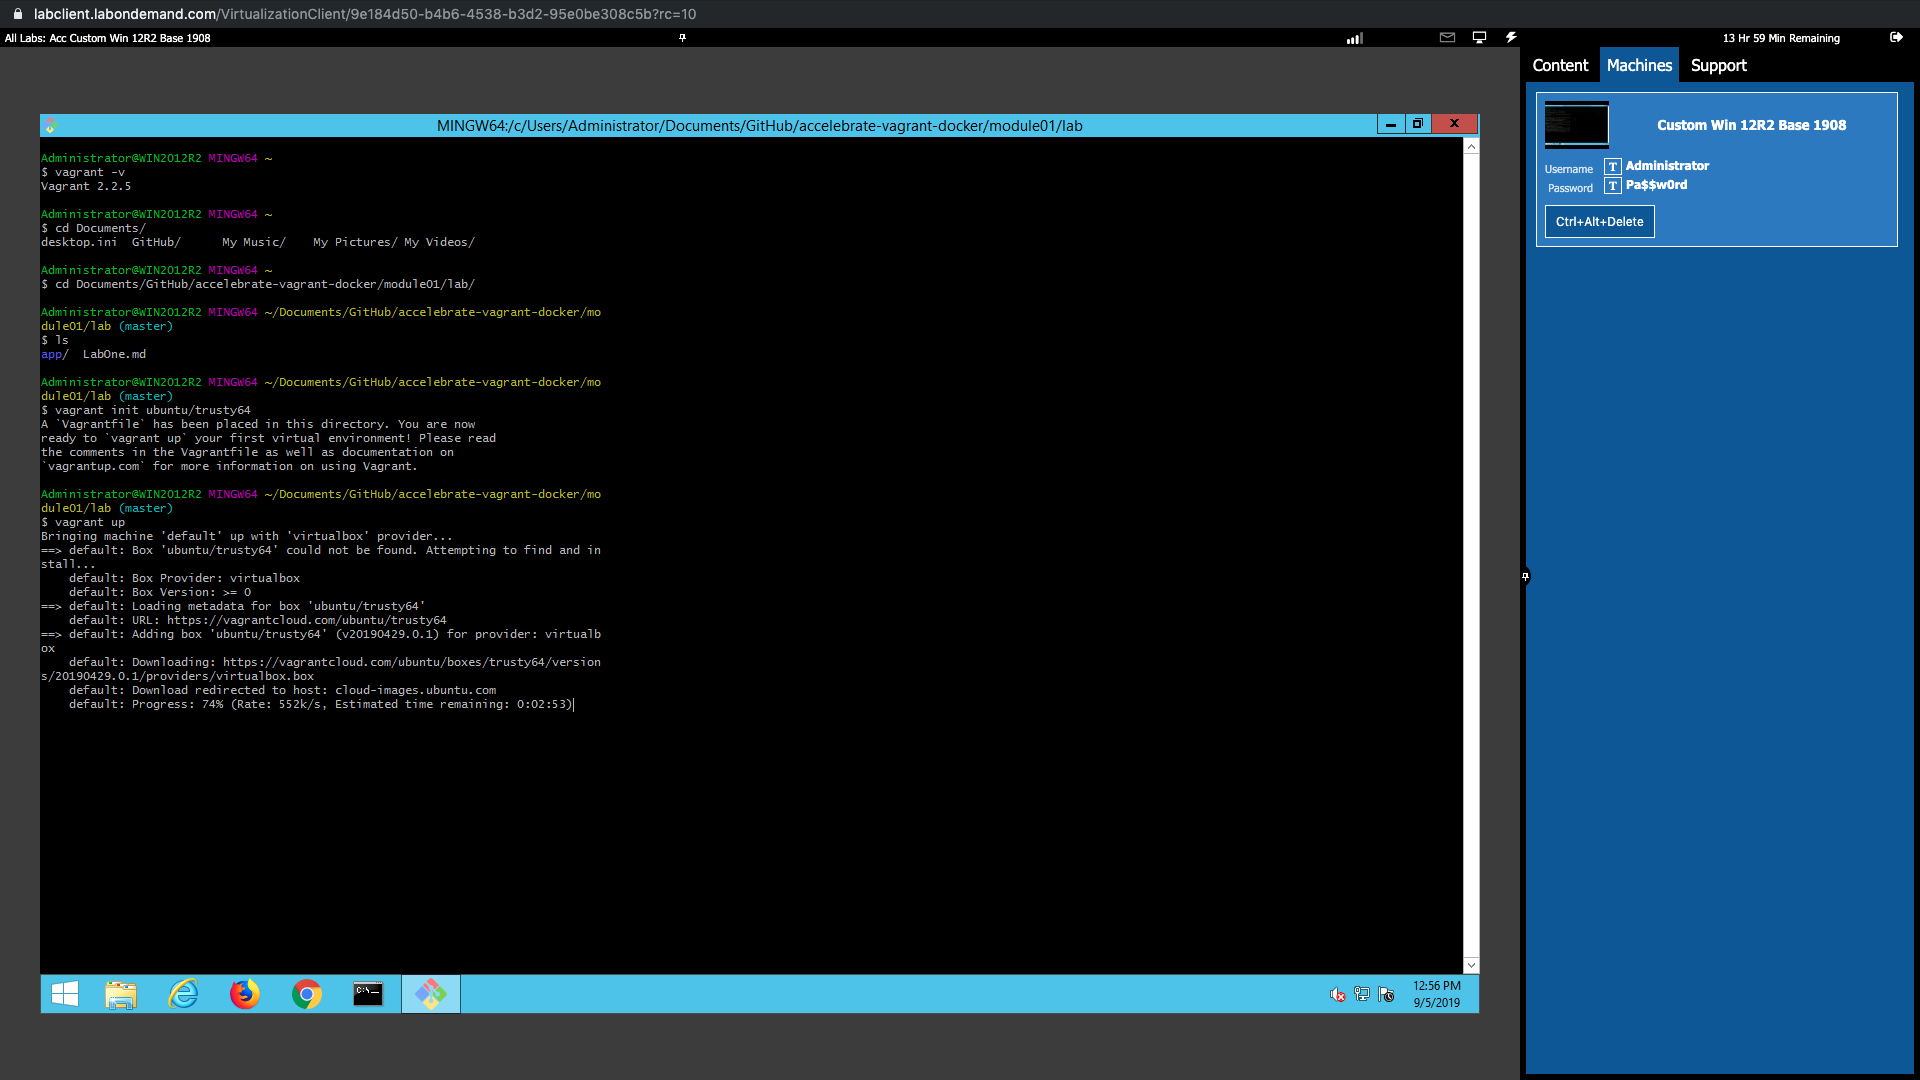 labclient.labondemand.com/VirtualizationClient/9e184d50-b4b6-4538-b3d2-95e0be308c5b?rc=10
All Labs: Acc Custom Win 12R2 Base 1908
13 Hr 59 Min Remaining
Content Machines Support
Custom Win 12R2 Base 1908
Username T Administrator
Password T Pa$$w0rd
Ctrl+Alt+Delete
MINGW64:/c/Users/Administrator/Documents/GitHub/accelerate-vagrant-docker/module01/lab
Administrator@WIN2012R2 MINGW64 ~
$ vagrant -v
Vagrant 2.2.5
Administrator@WIN2012R2 MINGW64 ~
$ cd Documents/
desktop.ini GitHub/ My Music/ My Pictures/ My Videos/
Administrator@WIN2012R2 MINGW64 ~
$ cd Documents/GitHub/accelebrate-vagrant-docker/module01/lab/
Administrator@WIN2012R2 MINGW64 ~/Documents/GitHub/accelebrate-vagrant-docker/mo
dule01/lab (master)
$ ls
app/ LabOne.md
Administrator@WIN2012R2 MINGW64 ~/Documents/GitHub/accelebrate-vagrant-docker/mo
dule01/lab (master)
$ vagrant init ubuntu/trusty64
A `Vagrantfile` has been placed in this directory. You are now
ready to `vagrant up` your first virtual environment! Please read
the comments in the Vagrantfile as well as documentation on
`vagrantup.com` for more information on using Vagrant.
Administrator@WIN2012R2 MINGW64 ~/Documents/GitHub/accelebrate-vagrant-docker/mo
dule01/lab (master)
$ vagrant up
Bringing machine 'default' up with 'virtualbox' provider...
==> default: Box 'ubuntu/trusty64' could not be found. Attempting to find and in
stall...
default: Box Provider: virtualbox
default: Box Version: >= 0
==> default: Loading metadata for box 'ubuntu/trusty64'
default: URL: https://vagrantcloud.com/ubuntu/trusty64
==> default: Adding box 'ubuntu/trusty64' (v20190429.0.1) for provider: virtualb
ox
default: Downloading: https://vagrantcloud.com/ubuntu/boxes/trusty64/version
s/20190429.0.1/providers/virtualbox.box
default: Download redirected to host: cloud-images.ubuntu.com
default: Progress: 74% (Rate: 552k/s, Estimated time remaining: 0:02:53)
12:56 PM
9/5/2019